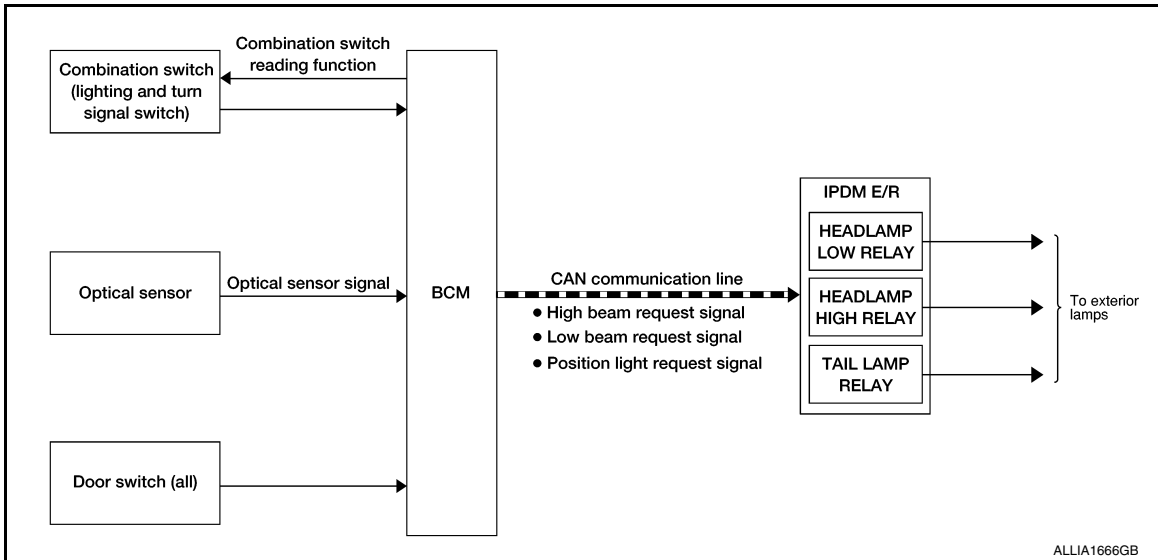 Combination switch
reading function
Combination switch
(lighting and turn
signal switch)
Optical sensor
Optical sensor signal
Door switch (all)
BCM
CAN communication line
● High beam request signal
● Low beam request signal
● Position light request signal
IPDM E/R
HEADLAMP
LOW RELAY
HEADLAMP
HIGH RELAY
TAIL LAMP
RELAY
To exterior
lamps
ALLIA1666GB